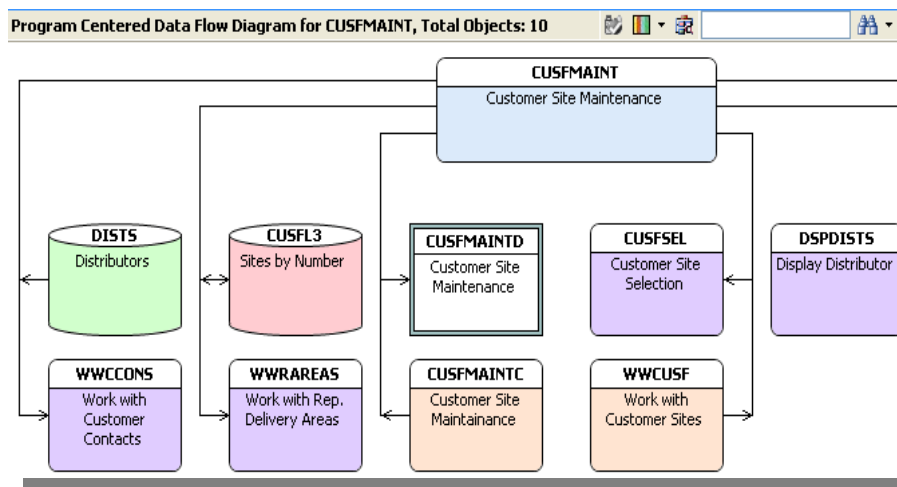 Program Centered Data Flow Diagram for CUSFMAINT, Total Objects: 10
CUSFMAINT
Customer Site Maintenance
DISTS
Distributors
CUSFL3
Sites by Number
CUSFMAINTD
Customer Site
Maintenance
CUSFSEL
Customer Site
Selection
DSPDISTS
Display Distributor
WWCCONS
Work with
Customer
Contacts
WWRAREAS
Work with Rep.
Delivery Areas
CUSFMAINTC
Customer Site
Maintainance
WWCUSF
Work with
Customer Sites